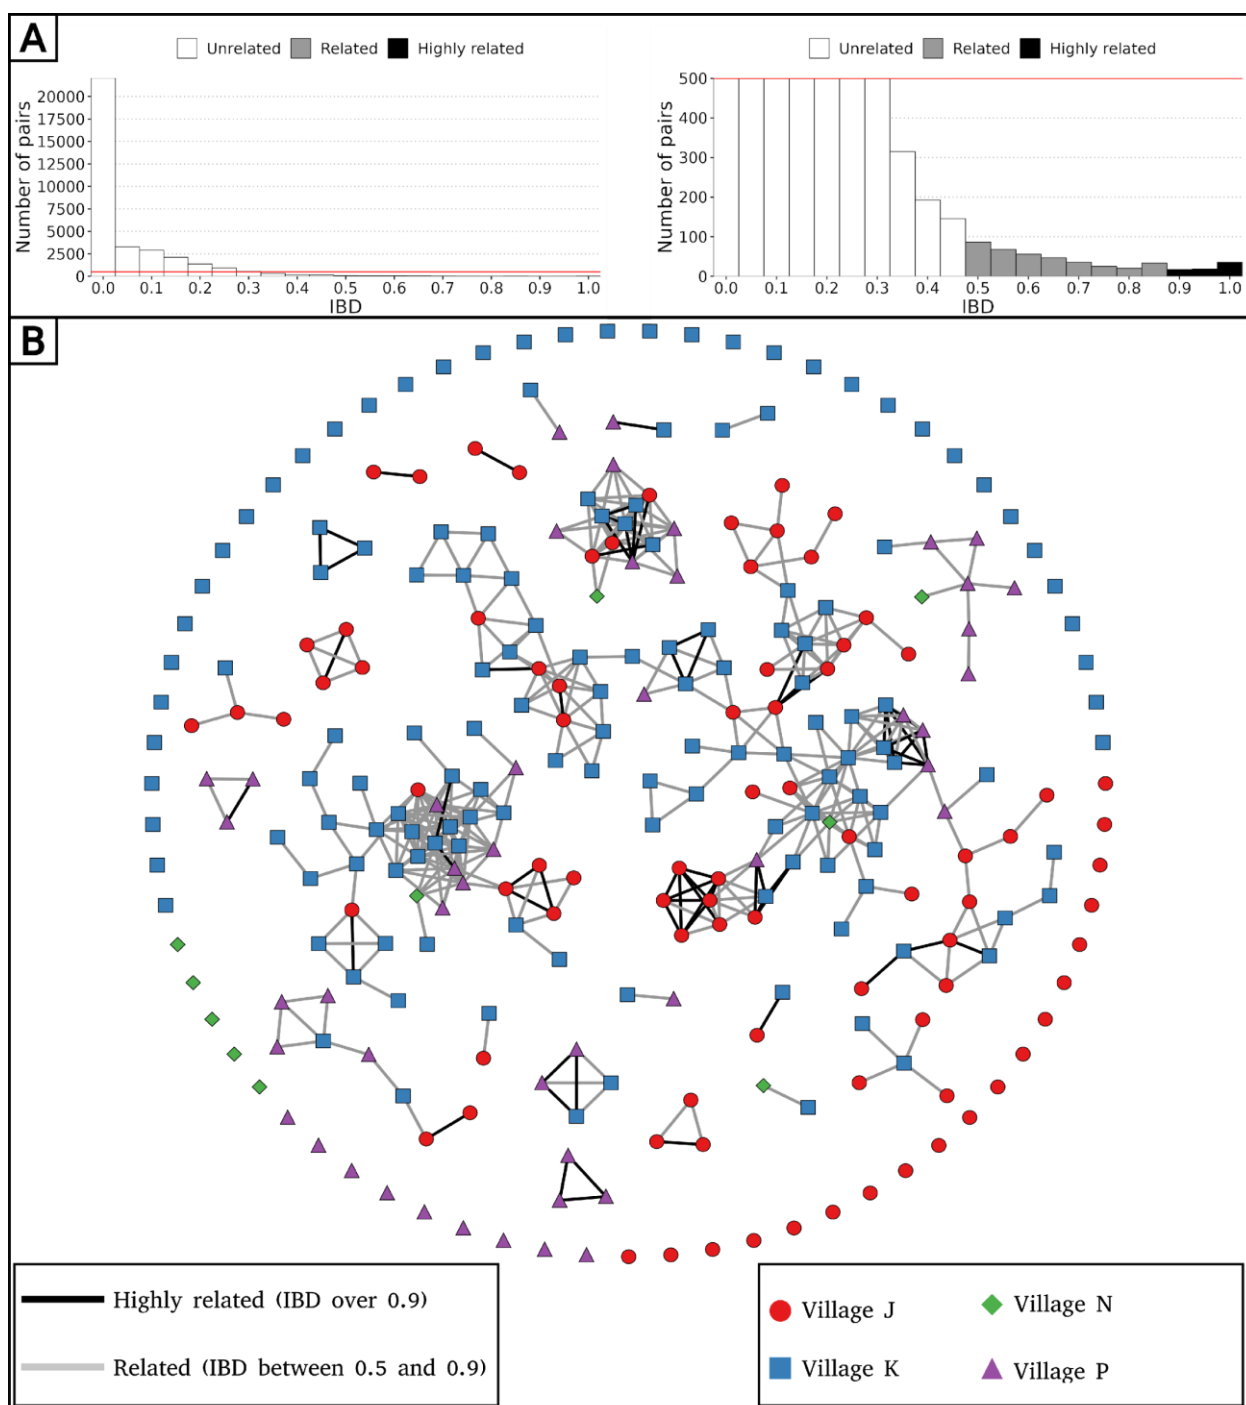 A
Unrelated Related Highly related
Number of pairs
20000
17500
15000
12500
10000
7500
5000
2500
0
0.0 0.1 0.2 0.3 0.4 0.5 0.6 0.7 0.8 0.9 1.0
IBD
Unrelated Related Highly related
Number of pairs
500
400
300
200
100
0
0.0 0.1 0.2 0.3 0.4 0.5 0.6 0.7 0.8 0.9 1.0
IBD
B
Highly related (IBD over 0.9)
Related (IBD between 0.5 and 0.9)
Village J
Village N
Village K
Village P